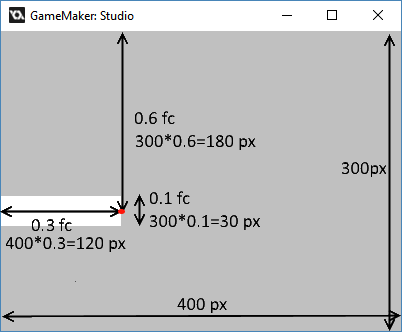 GameMaker: Studio
0.6 fc
300*0.6=180 px
300px
0.1 fc
300*0.1=30 px
0.3 fc
400*0.3=120 px
400 px